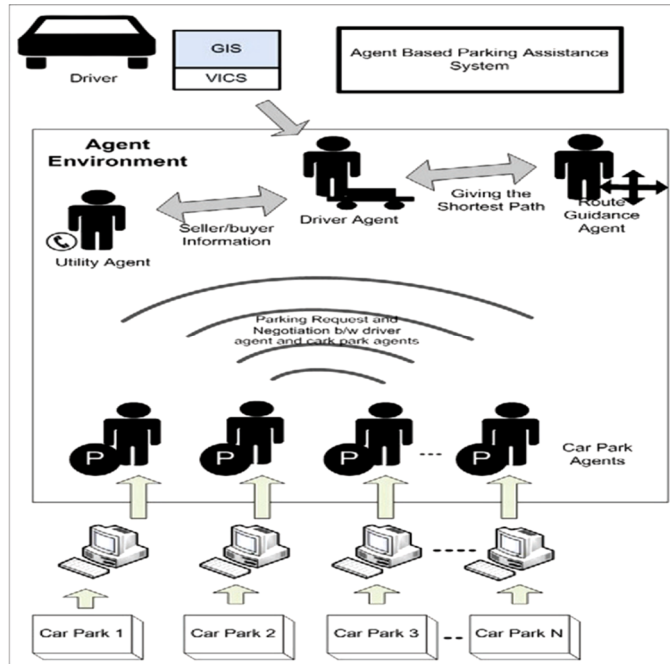 GIS
VICS
Driver
Agent Based Parking Assistance
System
Agent
Environment
Driver Agent
Giving the
Shortest Path
Route
Guidance
Agent
Seller/buyer
Information
Utility Agent
Parking Request and
Negotiation b/w driver
agent and cark park agents
P
P
P
...
P
Car Park
Agents
Car Park 1
Car Park 2
Car Park 3
Car Park N